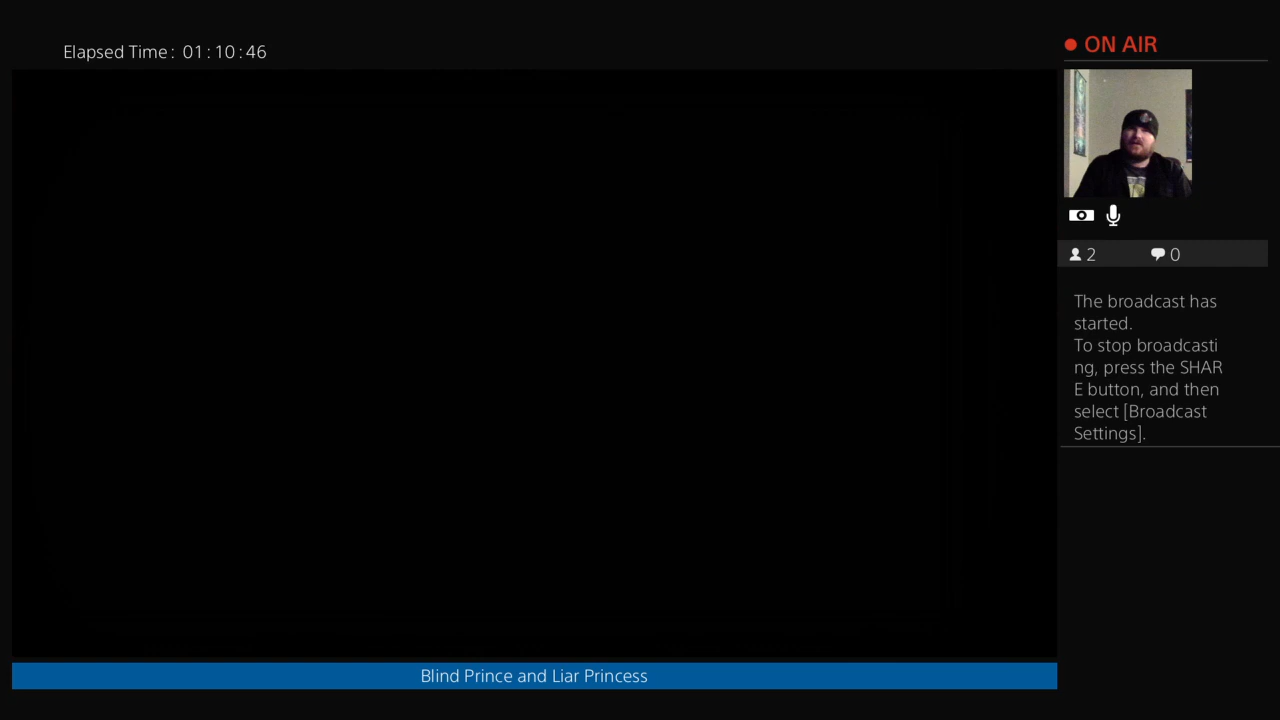 Elapsed Time: 01:10:46
ON AIR
2 0
The broadcast has
started.
To stop broadcasti
ng, press the SHAR
E button, and then
select [Broadcast
Settings].
Blind Prince and Liar Princess